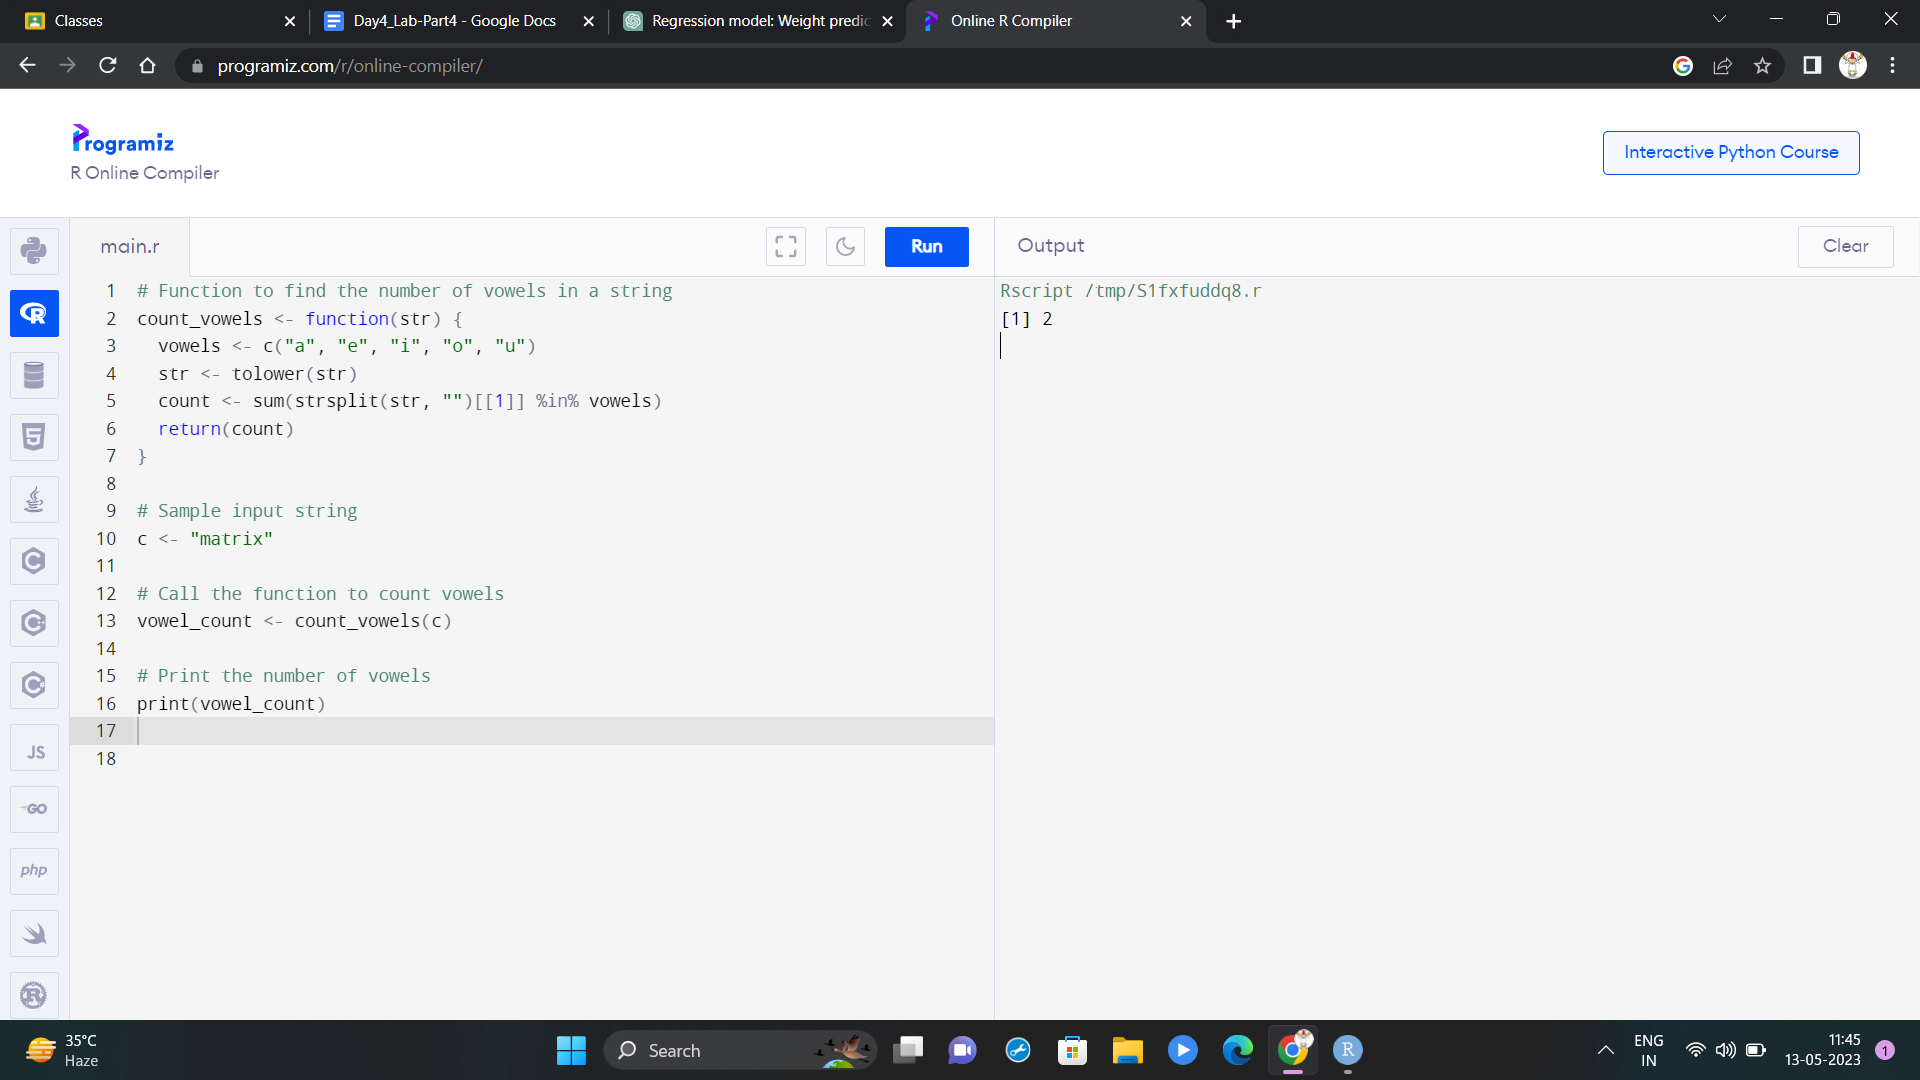 Classes
Day4_Lab-Part4 - Google Docs
Regression model: Weight predic
Online R Compiler
programiz.com/r/online-compiler/
Programiz
R Online Compiler
Interactive Python Course
main.r
Run
Output
Clear
1 # Function to find the number of vowels in a string
2 count_vowels <- function(str) {
3 vowels <- c("a", "e", "i", "o", "u")
4 str <- tolower(str)
5 count <- sum(strsplit(str, "")[[1]] %in% vowels)
6 return(count)
7 }
8
9 # Sample input string
10 c <- "matrix"
11
12 # Call the function to count vowels
13 vowel_count <- count_vowels(c)
14
15 # Print the number of vowels
16 print(vowel_count)
17
18
Rscript /tmp/S1fxfuddq8.r
[1] 2
JS
GO
php
35°C
Haze
Search
ENG
IN
11:45
13-05-2023
1